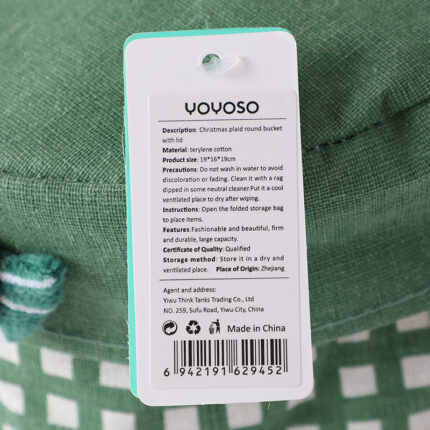 YOYOSO
Description: Christmas plaid round bucket
with lid
Material: terylene cotton
Product size: 19*16*19cm
Precautions: Do not wash in water to avoid
discoloration or fading. Clean it with a rag
dipped in some neutral cleaner.Put it a cool
ventilated place to dry after wiping.
Instructions: Open the folded storage bag
to place items.
Features:Fashionable and beautiful, firm
and durable, large capacity.
Certificate of Quality: Qualified
Storage method: Store it in a dry and
ventilated place. Place of Origin: Zhejiang
Agent and address:
Yiwu Think Tanks Trading Co., Ltd
NO. 259, Sufu Road, Yiwu City, China
Made in China
6 942191 629452